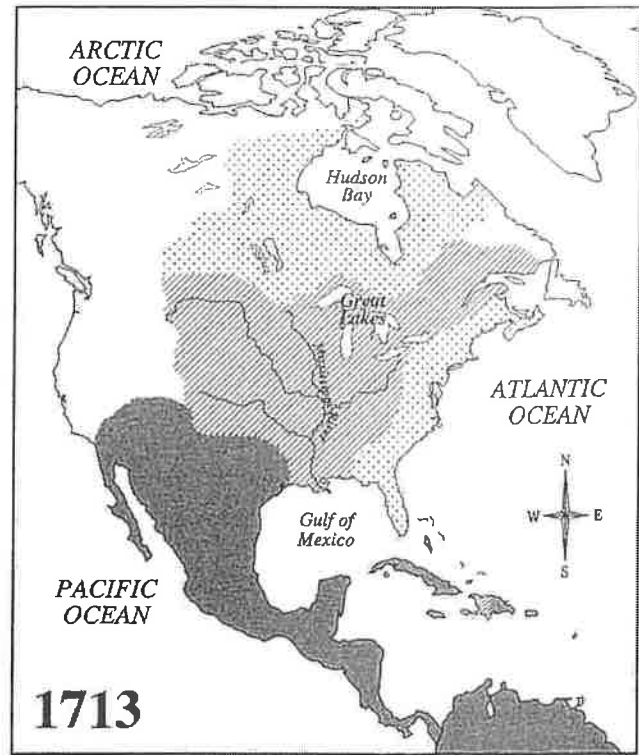 ARCTIC
OCEAN
Hudson
Bay
Great
Lakes
ATLANTIC
OCEAN
N
W
E
S
Gulf of
Mexico
PACIFIC
OCEAN
1713